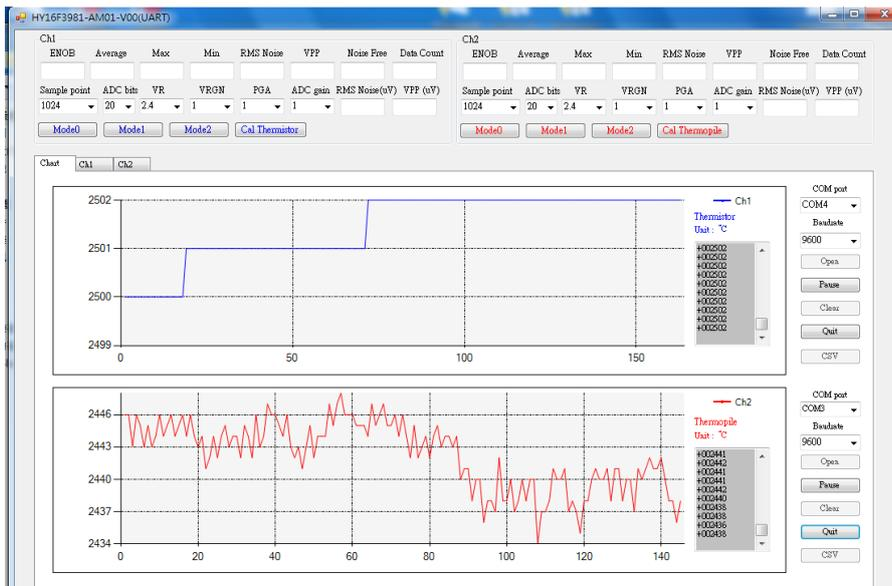 HY16F3981-AM01-V00(UART)
Ch1
ENOB Average Max Min RMS Noise VPP Noise Free Data Count
Sample point ADC bits VR VRGN PGA ADC gain RMS Noise(uV) VPP (uV)
1024 20 2.4 1 1 1
Mode0 Mode1 Mode2 Cal Thermistor
Ch2
ENOB Average Max Min RMS Noise VPP Noise Free Data Count
Sample point ADC bits VR VRGN PGA ADC gain RMS Noise(uV) VPP (uV)
1024 20 2.4 1 1 1
Mode0 Mode1 Mode2 Cal Thermopile
Chart Ch1 Ch2
2502
2501
2500
2499
0 50 100 150
Ch1
Thermistor
Unit : ℃
+002502
+002502
+002502
+002502
+002502
+002502
+002502
+002502
+002502
+002502
COM port
COM4
Baudrate
9600
Open
Pause
Clear
Quit
CSV
2446
2443
2440
2437
2434
0 20 40 60 80 100 120 140
Ch2
Thermopile
Unit : ℃
+002441
+002442
+002441
+002441
+002442
+002440
+002438
+002438
+002436
+002438
COM port
COM3
Baudrate
9600
Open
Pause
Clear
Quit
CSV